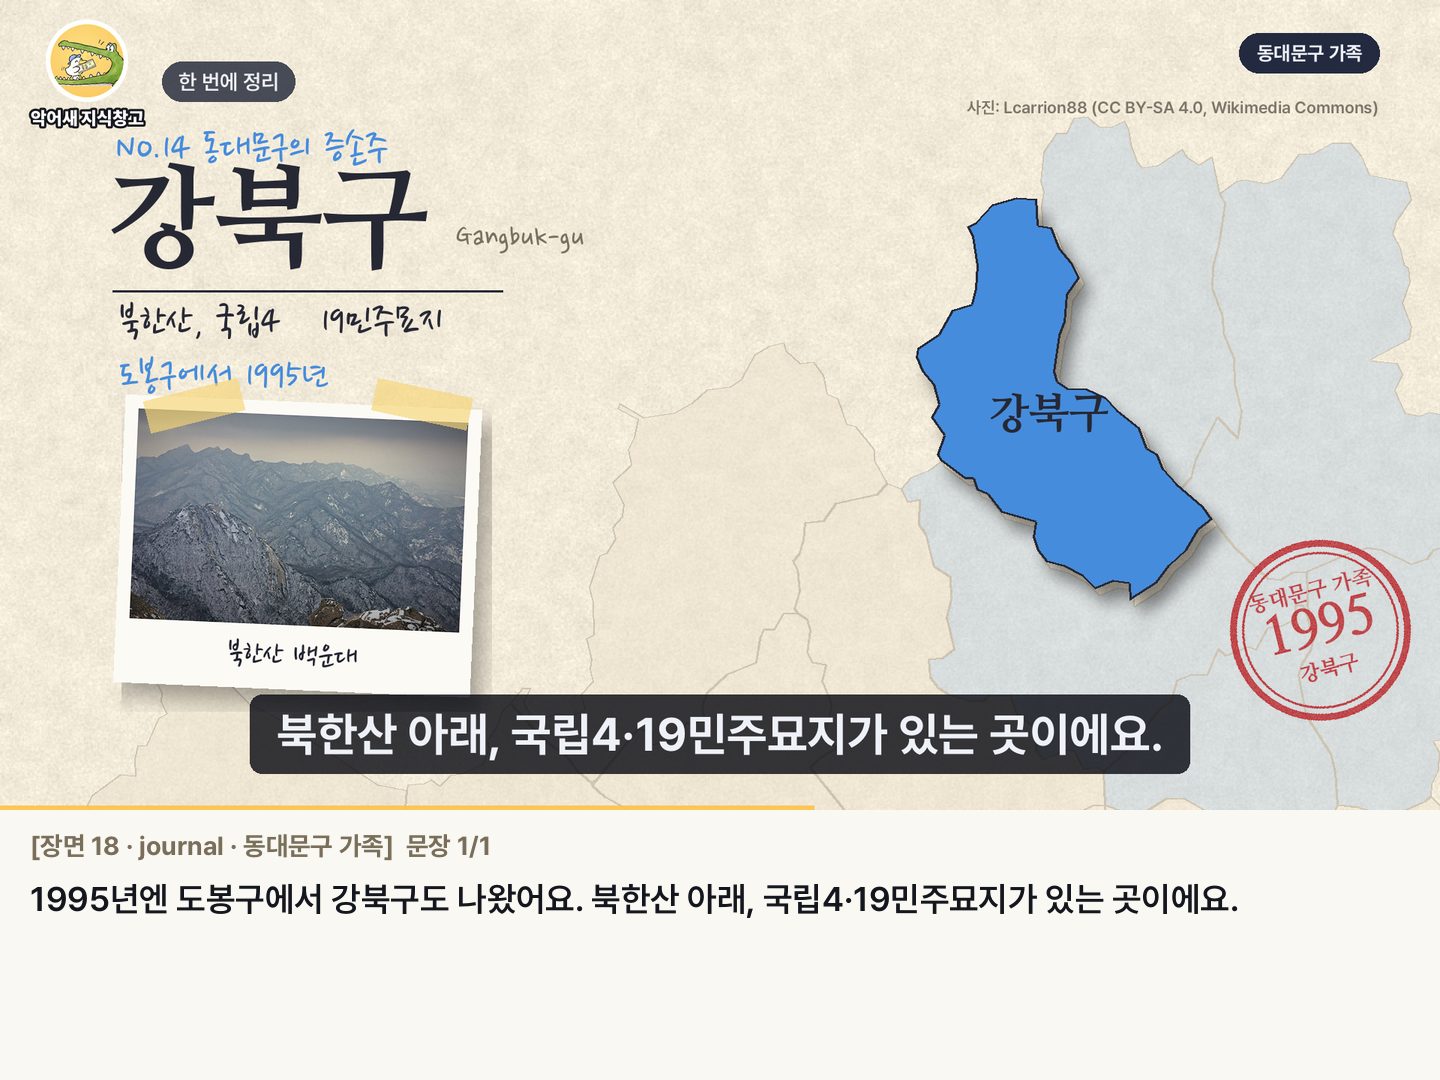 악어새 지식창고
한 번에 정리
동대문구 가족
사진: Lcarrion88 (CC BY-SA 4.0, Wikimedia Commons)
NO.14 동대문구의 증손주
강북구
Gangbuk-gu
북한산, 국립4 19민주묘지
도봉구에서 1995년
북한산 백운대
강북구
동대문구 가족
1995
강북구
북한산 아래, 국립4·19민주묘지가 있는 곳이에요.
[장면 18 · journal · 동대문구 가족] 문장 1/1
1995년엔 도봉구에서 강북구도 나왔어요. 북한산 아래, 국립4·19민주묘지가 있는 곳이에요.